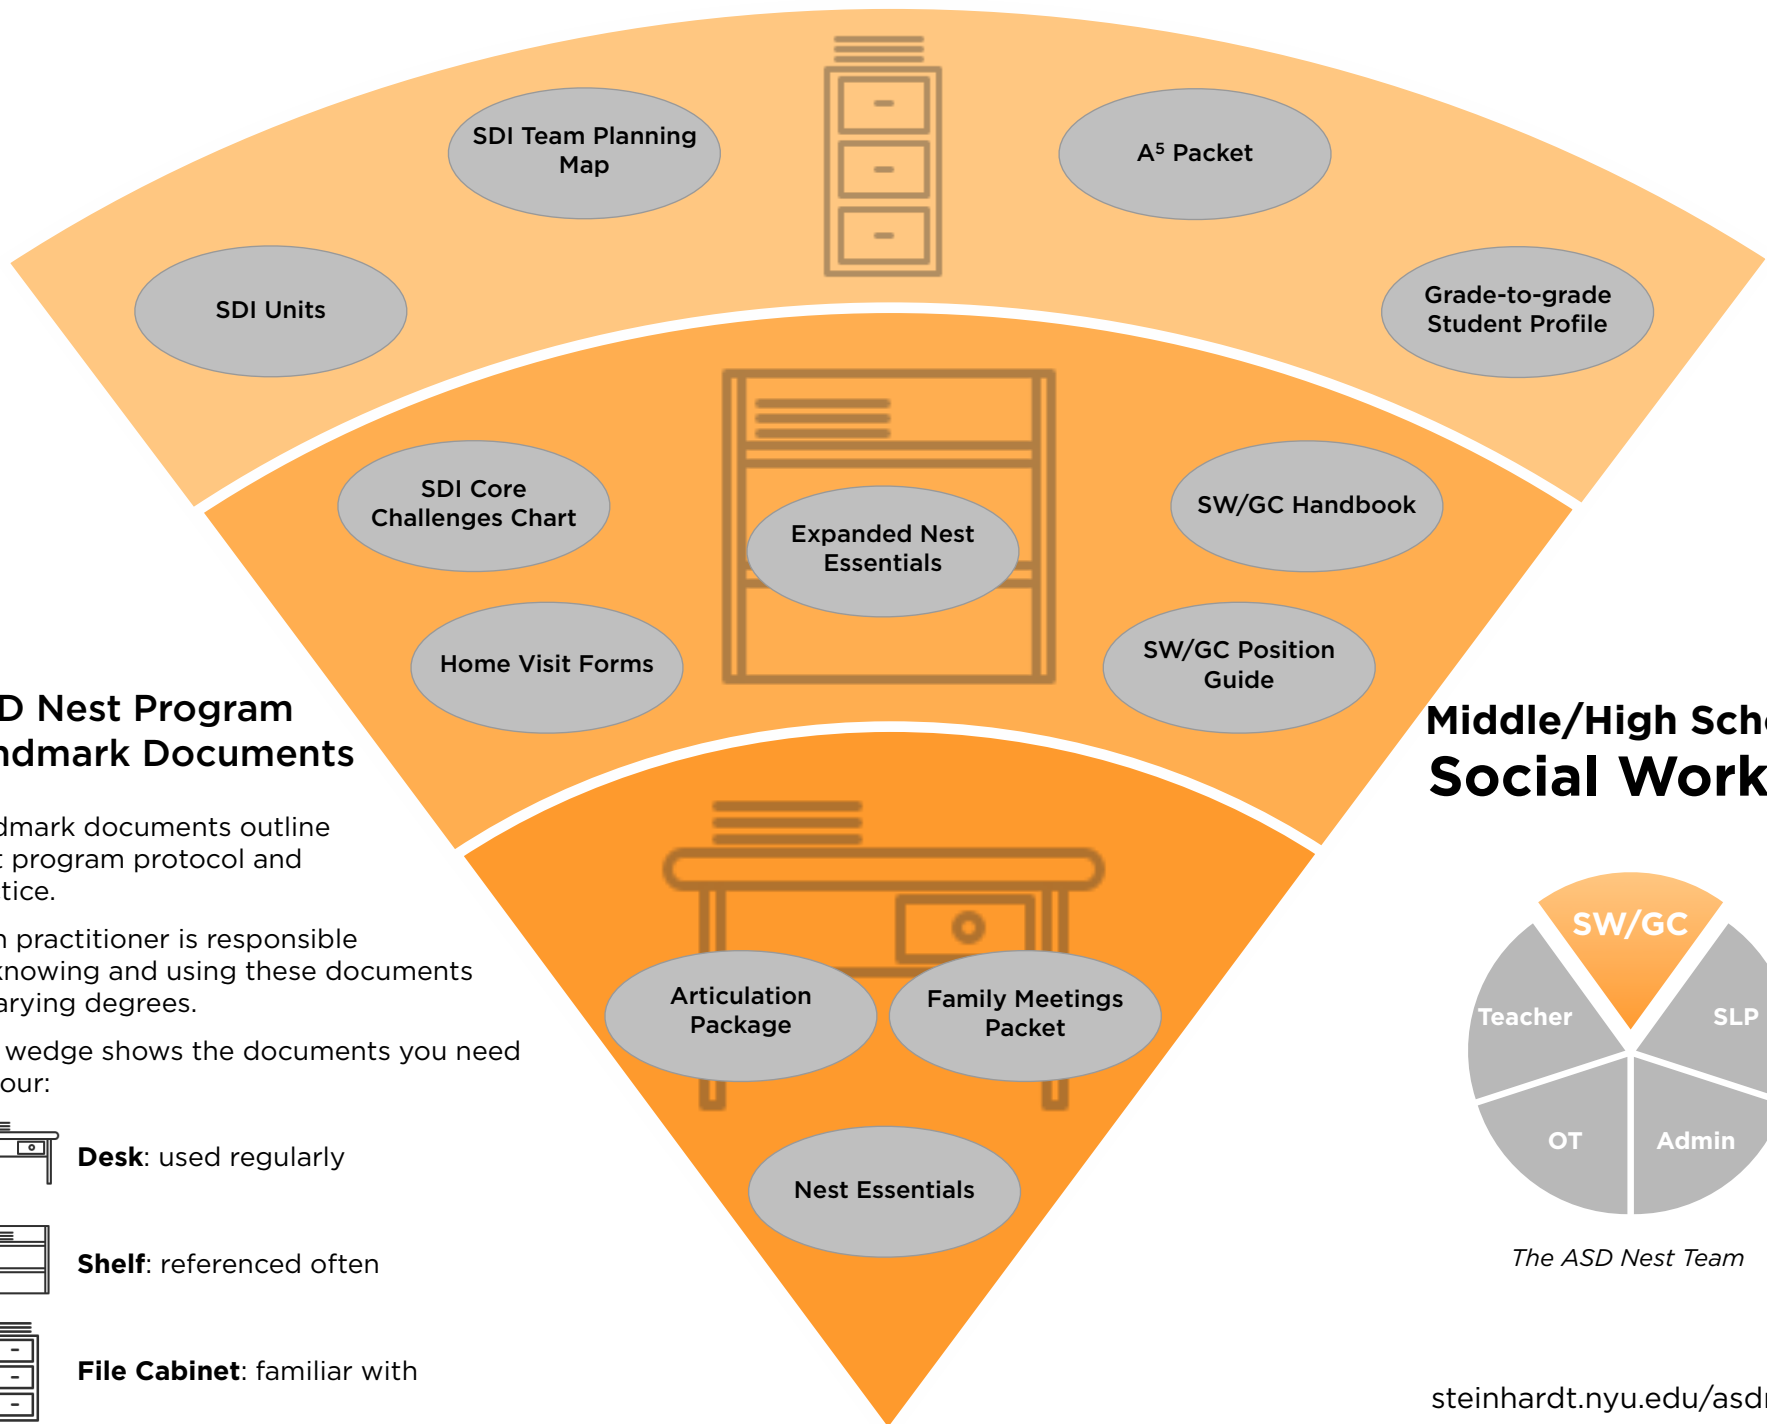 SDI Team Planning
Map
A⁵ Packet
SDI Units
Grade-to-grade
Student Profile
SDI Core
Challenges Chart
Expanded Nest
Essentials
SW/GC Handbook
Home Visit Forms
SW/GC Position
Guide
D Nest Program
ndmark Documents
dmark documents outline
t program protocol and
tice.
n practitioner is responsible
knowing and using these documents
arying degrees.
wedge shows the documents you need
our:
Desk: used regularly
Shelf: referenced often
File Cabinet: familiar with
Articulation
Package
Family Meetings
Packet
Nest Essentials
Middle/High Scho
Social Work
SW/GC
Teacher
SLP
OT
Admin
The ASD Nest Team
steinhardt.nyu.edu/asdn